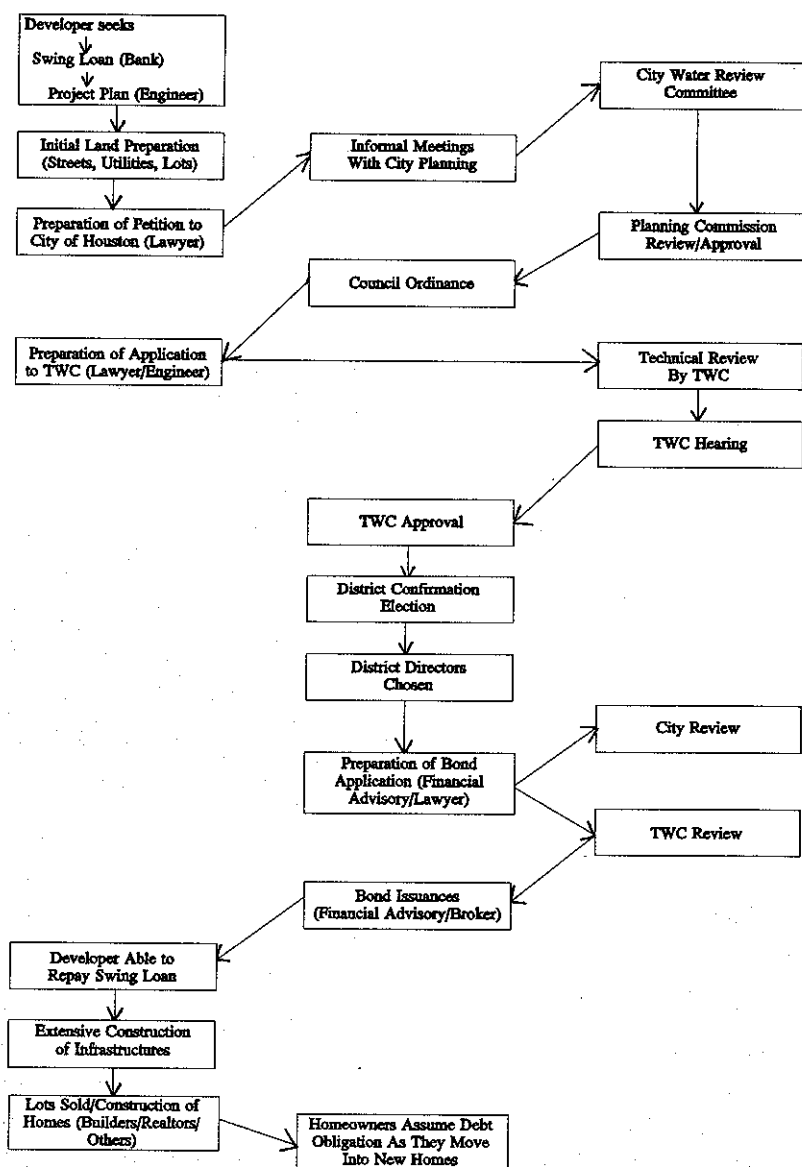 Developer seeks
Swing Loan (Bank)
Project Plan (Engineer)
Initial Land Preparation
(Streets, Utilities, Lots)
Preparation of Petition to
City of Houston (Lawyer)
Informal Meetings
With City Planning
City Water Review
Committee
Planning Commission
Review/Approval
Council Ordinance
Preparation of Application
to TWC (Lawyer/Engineer)
Technical Review
By TWC
TWC Hearing
TWC Approval
District Confirmation
Election
District Directors
Chosen
Preparation of Bond
Application (Financial
Advisory/Lawyer)
City Review
TWC Review
Bond Issuances
(Financial Advisory/Broker)
Developer Able to
Repay Swing Loan
Extensive Construction
of Infrastructures
Lots Sold/Construction of
Homes (Builders/Realtors/
Others)
Homeowners Assume Debt
Obligation As They Move
Into New Homes